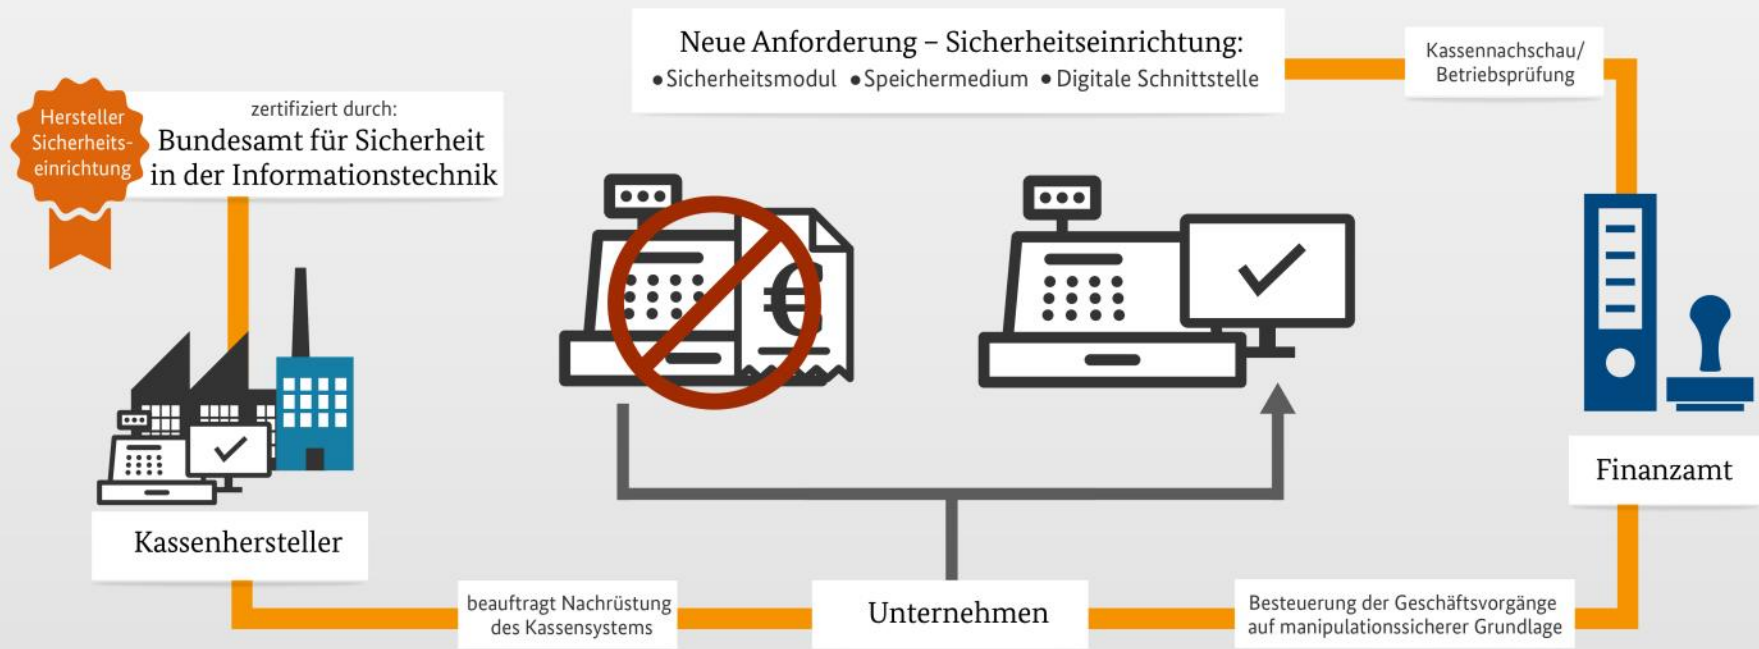 Neue Anforderung – Sicherheitseinrichtung:
• Sicherheitsmodul • Speichermedium • Digitale Schnittstelle
Kassennachschau/
Betriebsprüfung
Hersteller
Sicherheits-
einrichtung
zertifiziert durch:
Bundesamt für Sicherheit
in der Informationstechnik
€
Finanzamt
Kassenhersteller
beauftragt Nachrüstung
des Kassensystems
Unternehmen
Besteuerung der Geschäftsvorgänge
auf manipulationssicherer Grundlage